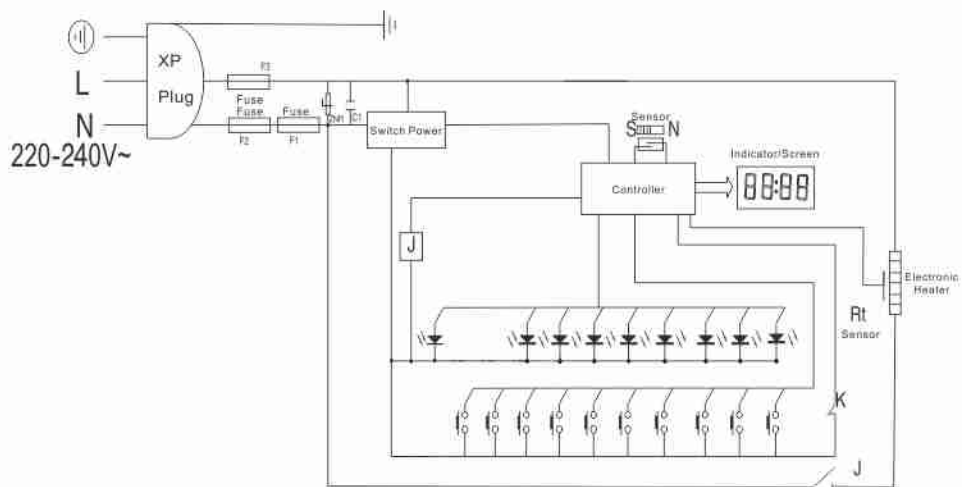 XP
Plug
L
N
220-240V~
F3
Fuse
Fuse
Fuse
F2
F1
C1
Switch Power
Sensor
S N
Controller
Indicator/Screen
88:88
J
Electronic
Heater
Rt
Sensor
K
J